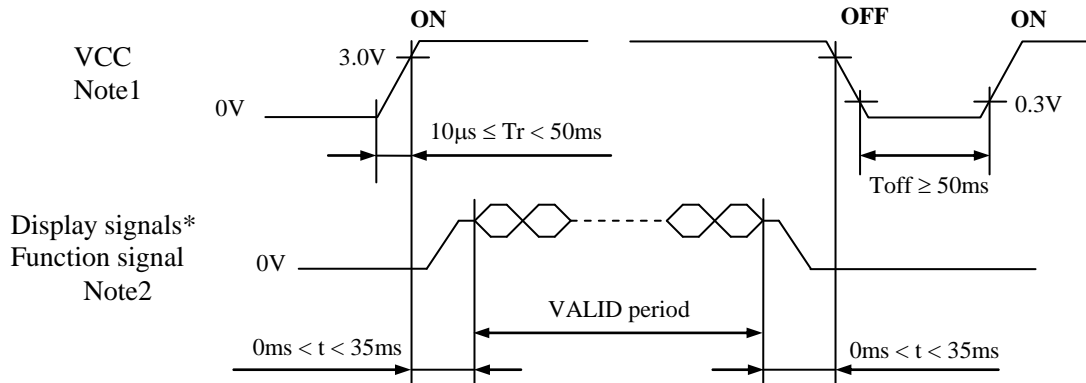 ON
OFF
ON
VCC
Note1
3.0V
0V
0.3V
10μs ≤ Tr < 50ms
Toff ≥ 50ms
Display signals*
Function signal
Note2
0V
VALID period
0ms < t < 35ms
0ms < t < 35ms